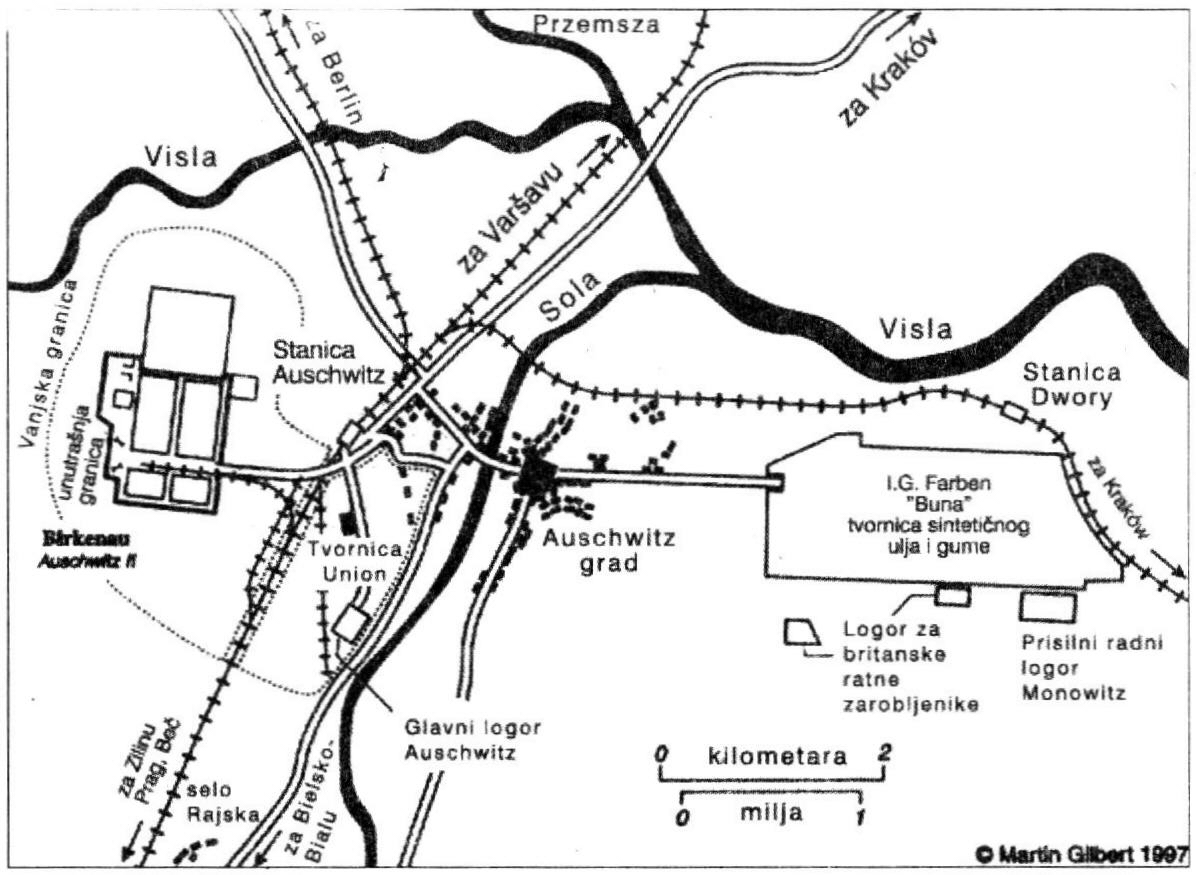 Przemsza
za Berlin
za Kraków
Visla
za Varšavu
Sola
Visla
Vanjska granica
Stanica
Auschwitz
Stanica
Dwory
unutrašnja
granica
za Kraków
I.G. Farben
"Buna"
tvornica sintetičnog
ulja i gume
Birkenau
Auschwitz II
Tvornica
Union
Auschwitz
grad
Logor za
britanske
ratne
zarobljenike
Prisilni radni
logor
Monowitz
Glavni logor
Auschwitz
za Zilinu
Prag, Beč
selo
Rajska
za Bielsko-
Bialu
0 kilometara 2
0 milja 1
© Martin Gilbert 1997